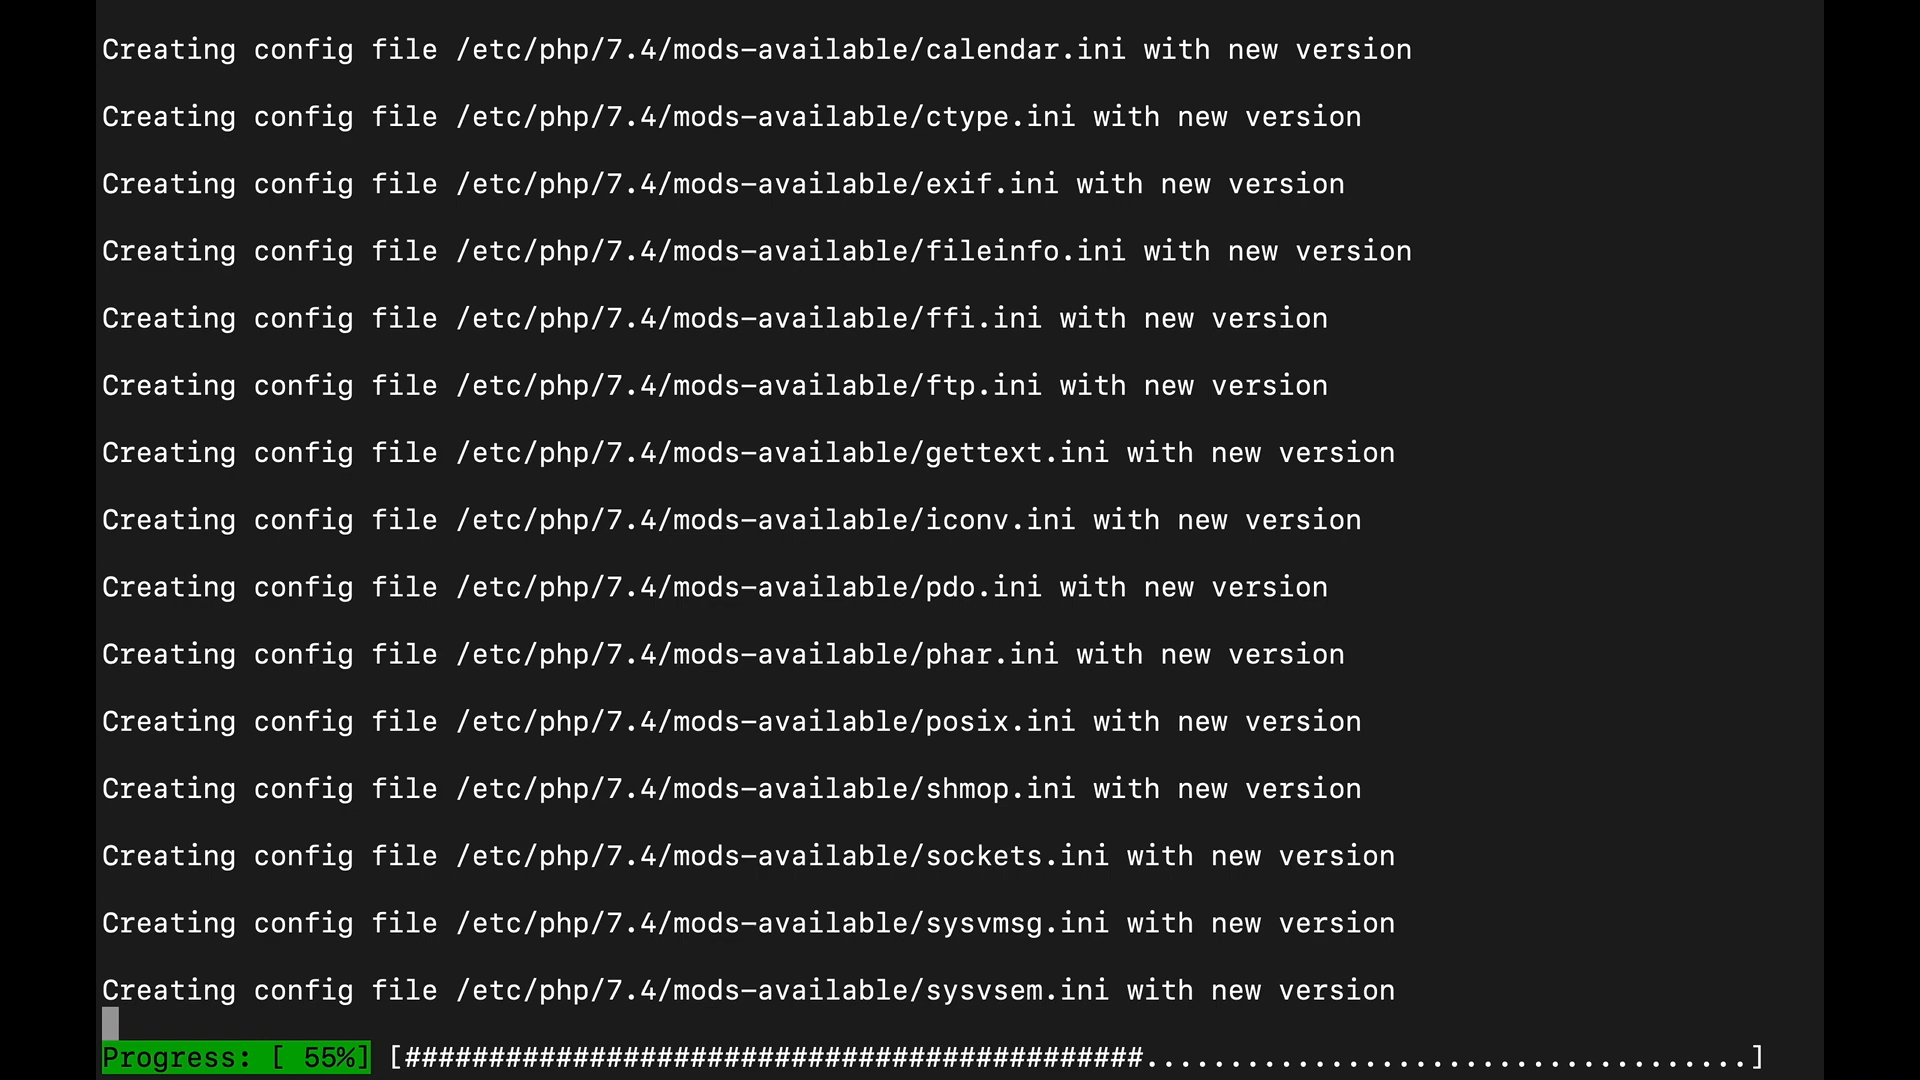 Creating config file /etc/php/7.4/mods-available/calendar.ini with new version
Creating config file /etc/php/7.4/mods-available/ctype.ini with new version
Creating config file /etc/php/7.4/mods-available/exif.ini with new version
Creating config file /etc/php/7.4/mods-available/fileinfo.ini with new version
Creating config file /etc/php/7.4/mods-available/ffi.ini with new version
Creating config file /etc/php/7.4/mods-available/ftp.ini with new version
Creating config file /etc/php/7.4/mods-available/gettext.ini with new version
Creating config file /etc/php/7.4/mods-available/iconv.ini with new version
Creating config file /etc/php/7.4/mods-available/pdo.ini with new version
Creating config file /etc/php/7.4/mods-available/phar.ini with new version
Creating config file /etc/php/7.4/mods-available/posix.ini with new version
Creating config file /etc/php/7.4/mods-available/shmop.ini with new version
Creating config file /etc/php/7.4/mods-available/sockets.ini with new version
Creating config file /etc/php/7.4/mods-available/sysvmsg.ini with new version
Creating config file /etc/php/7.4/mods-available/sysvsem.ini with new version
Progress: [ 55%] [############################################....................................]